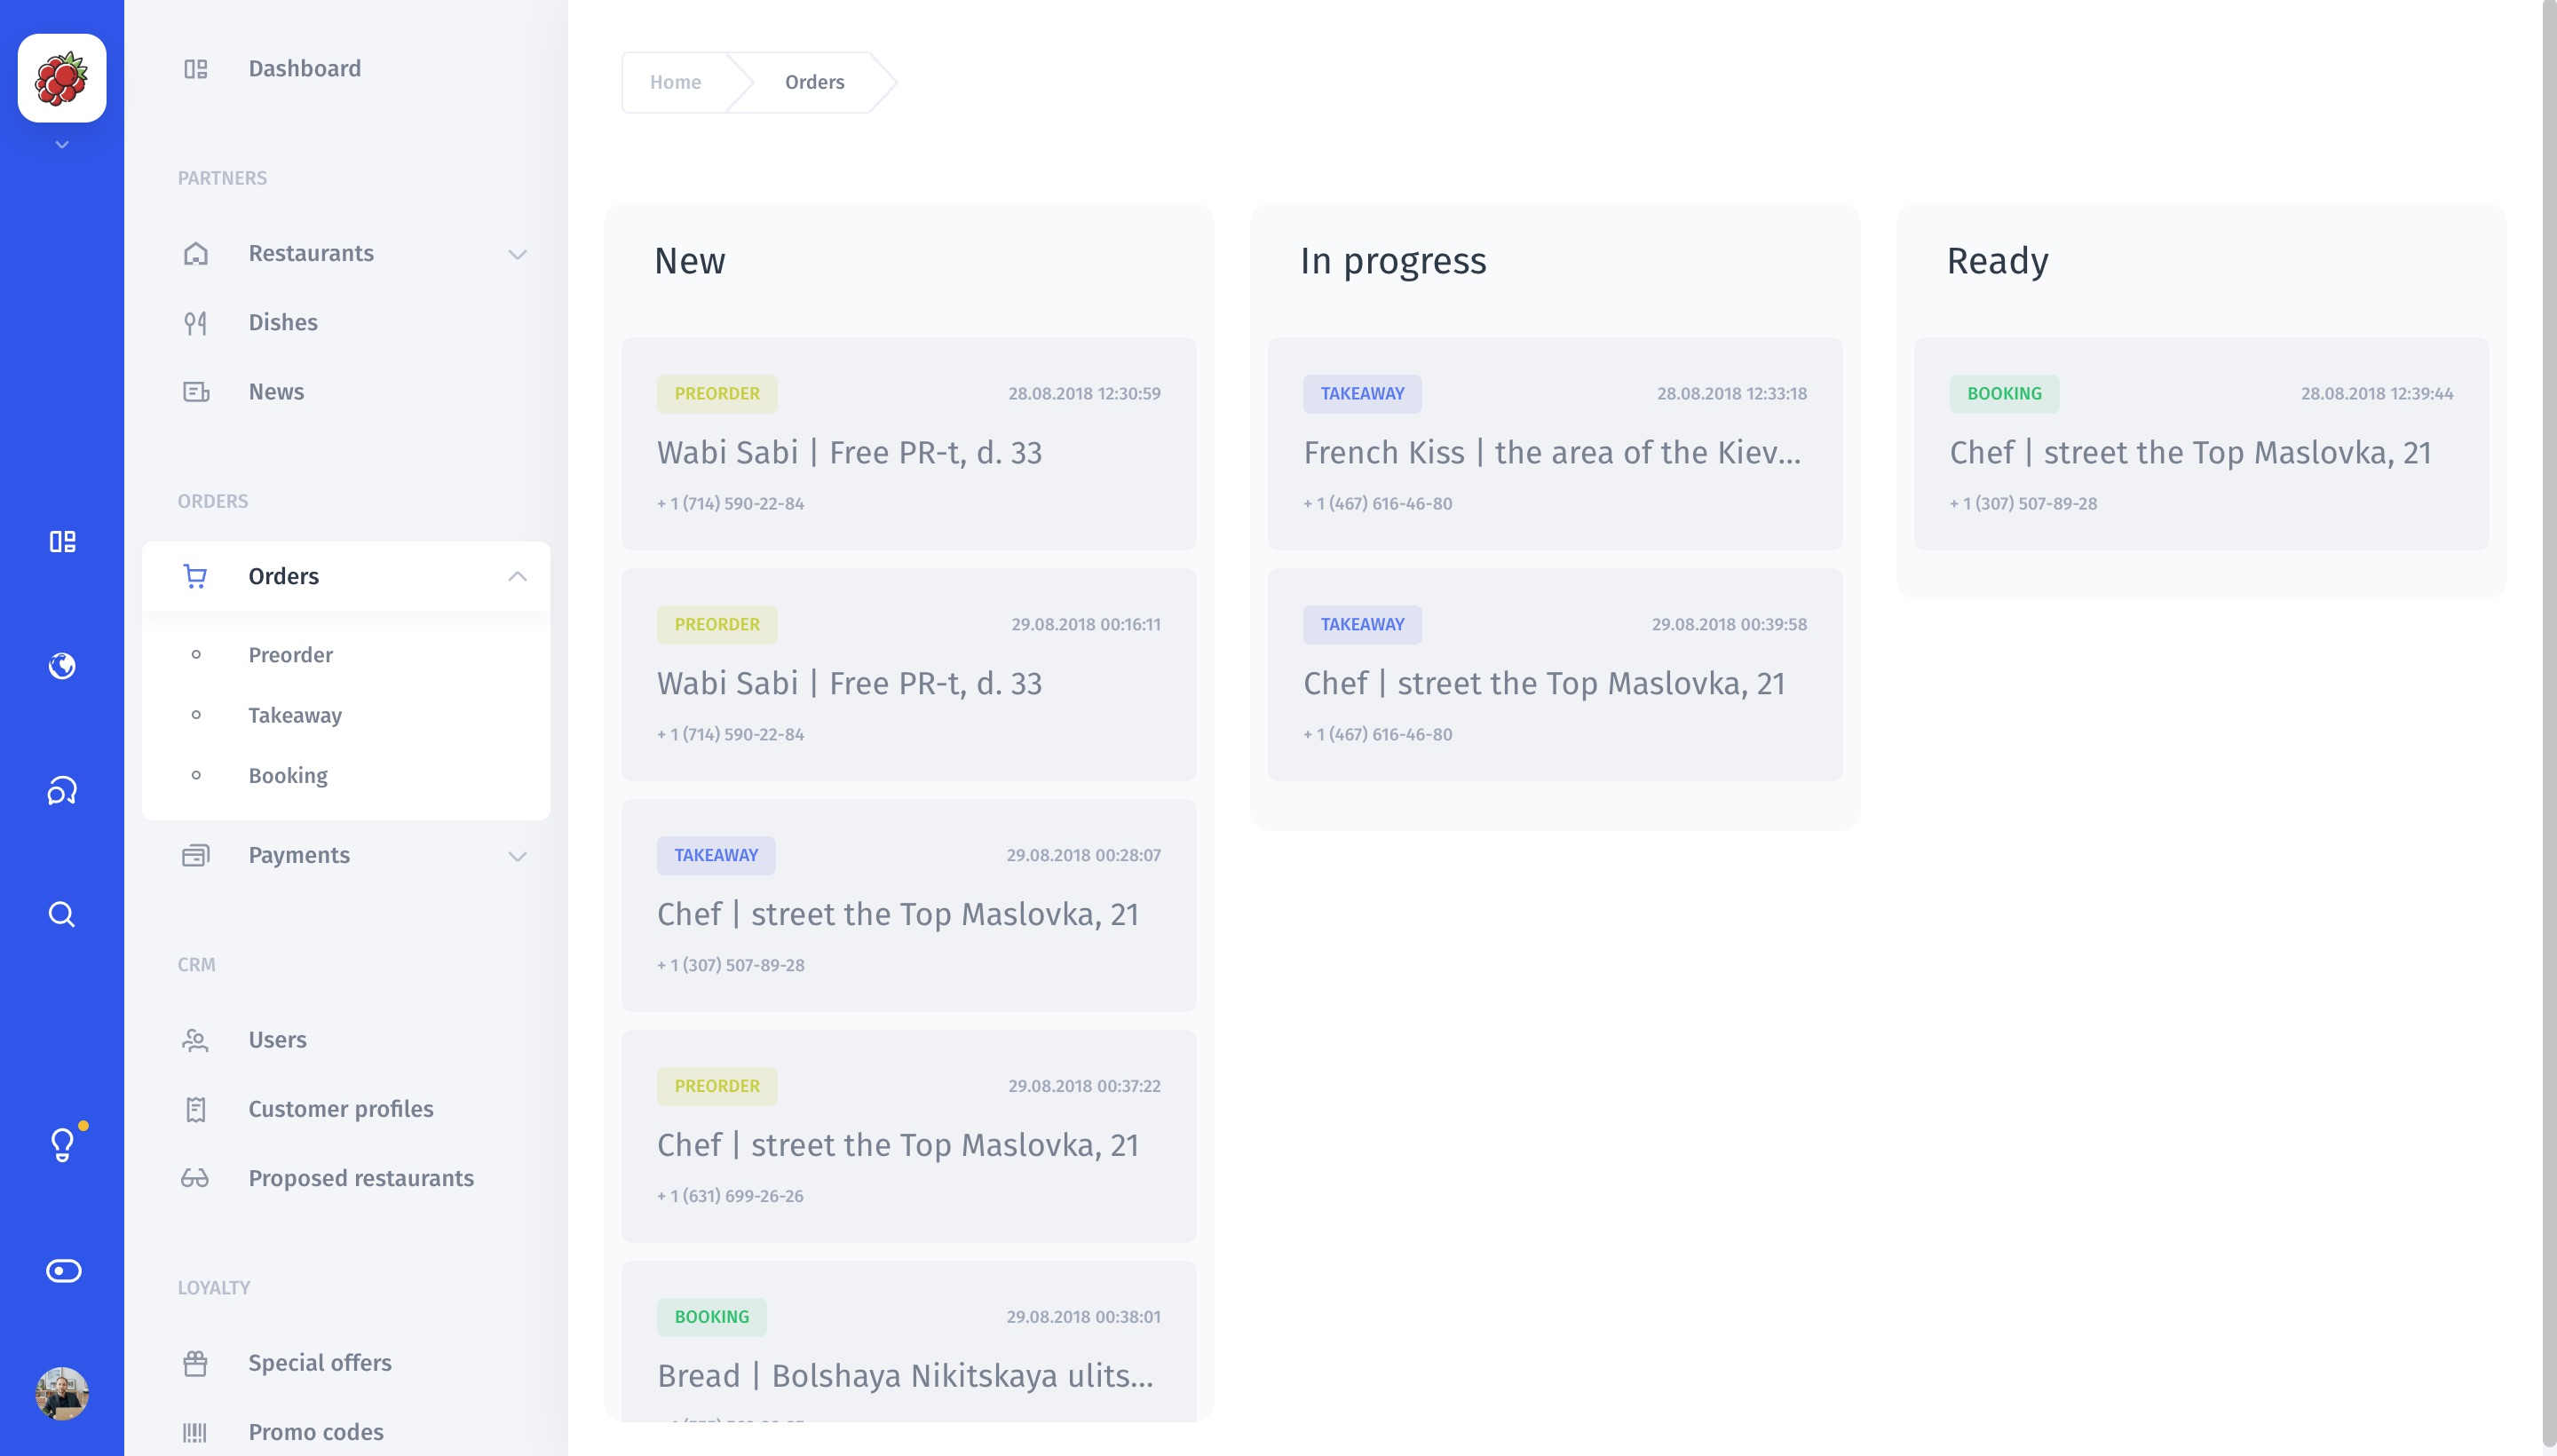 Dashboard
PARTNERS
Restaurants
Dishes
News
ORDERS
Orders
Preorder
Takeaway
Booking
Payments
CRM
Users
Customer profiles
Proposed restaurants
LOYALTY
Special offers
Promo codes
Home
Orders
New
PREORDER
28.08.2018 12:30:59
Wabi Sabi | Free PR-t, d. 33
+ 1 (714) 590-22-84
PREORDER
29.08.2018 00:16:11
Wabi Sabi | Free PR-t, d. 33
+ 1 (714) 590-22-84
TAKEAWAY
29.08.2018 00:28:07
Chef | street the Top Maslovka, 21
+ 1 (307) 507-89-28
PREORDER
29.08.2018 00:37:22
Chef | street the Top Maslovka, 21
+ 1 (631) 699-26-26
BOOKING
29.08.2018 00:38:01
Bread | Bolshaya Nikitskaya ulits...
In progress
TAKEAWAY
28.08.2018 12:33:18
French Kiss | the area of the Kiev...
+ 1 (467) 616-46-80
TAKEAWAY
29.08.2018 00:39:58
Chef | street the Top Maslovka, 21
+ 1 (467) 616-46-80
Ready
BOOKING
28.08.2018 12:39:44
Chef | street the Top Maslovka, 21
+ 1 (307) 507-89-28